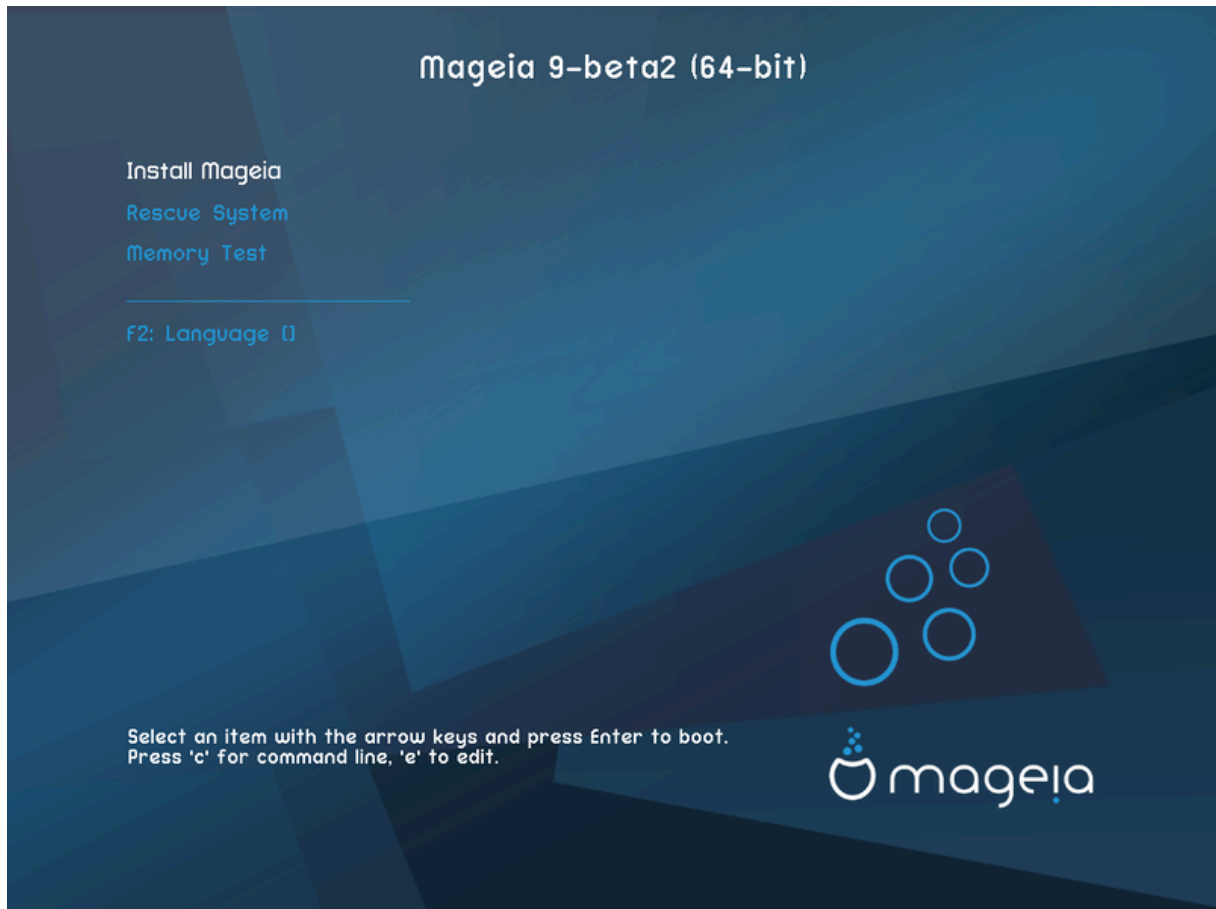 Mageia 9-beta2 (64-bit)
Install Mageia
Rescue System
Memory Test
F2: Language []
Select an item with the arrow keys and press Enter to boot.
Press 'c' for command line, 'e' to edit.
mageia